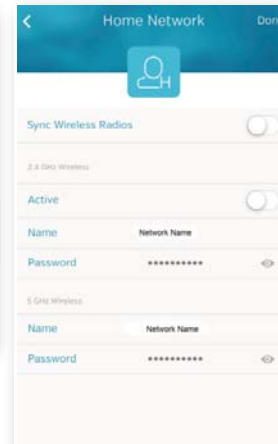 Home Network Don
H
Sync Wireless Radios
2.4 GHz Wireless
Active
Name Network Name
Password **********
5 GHz Wireless
Name Network Name
Password **********